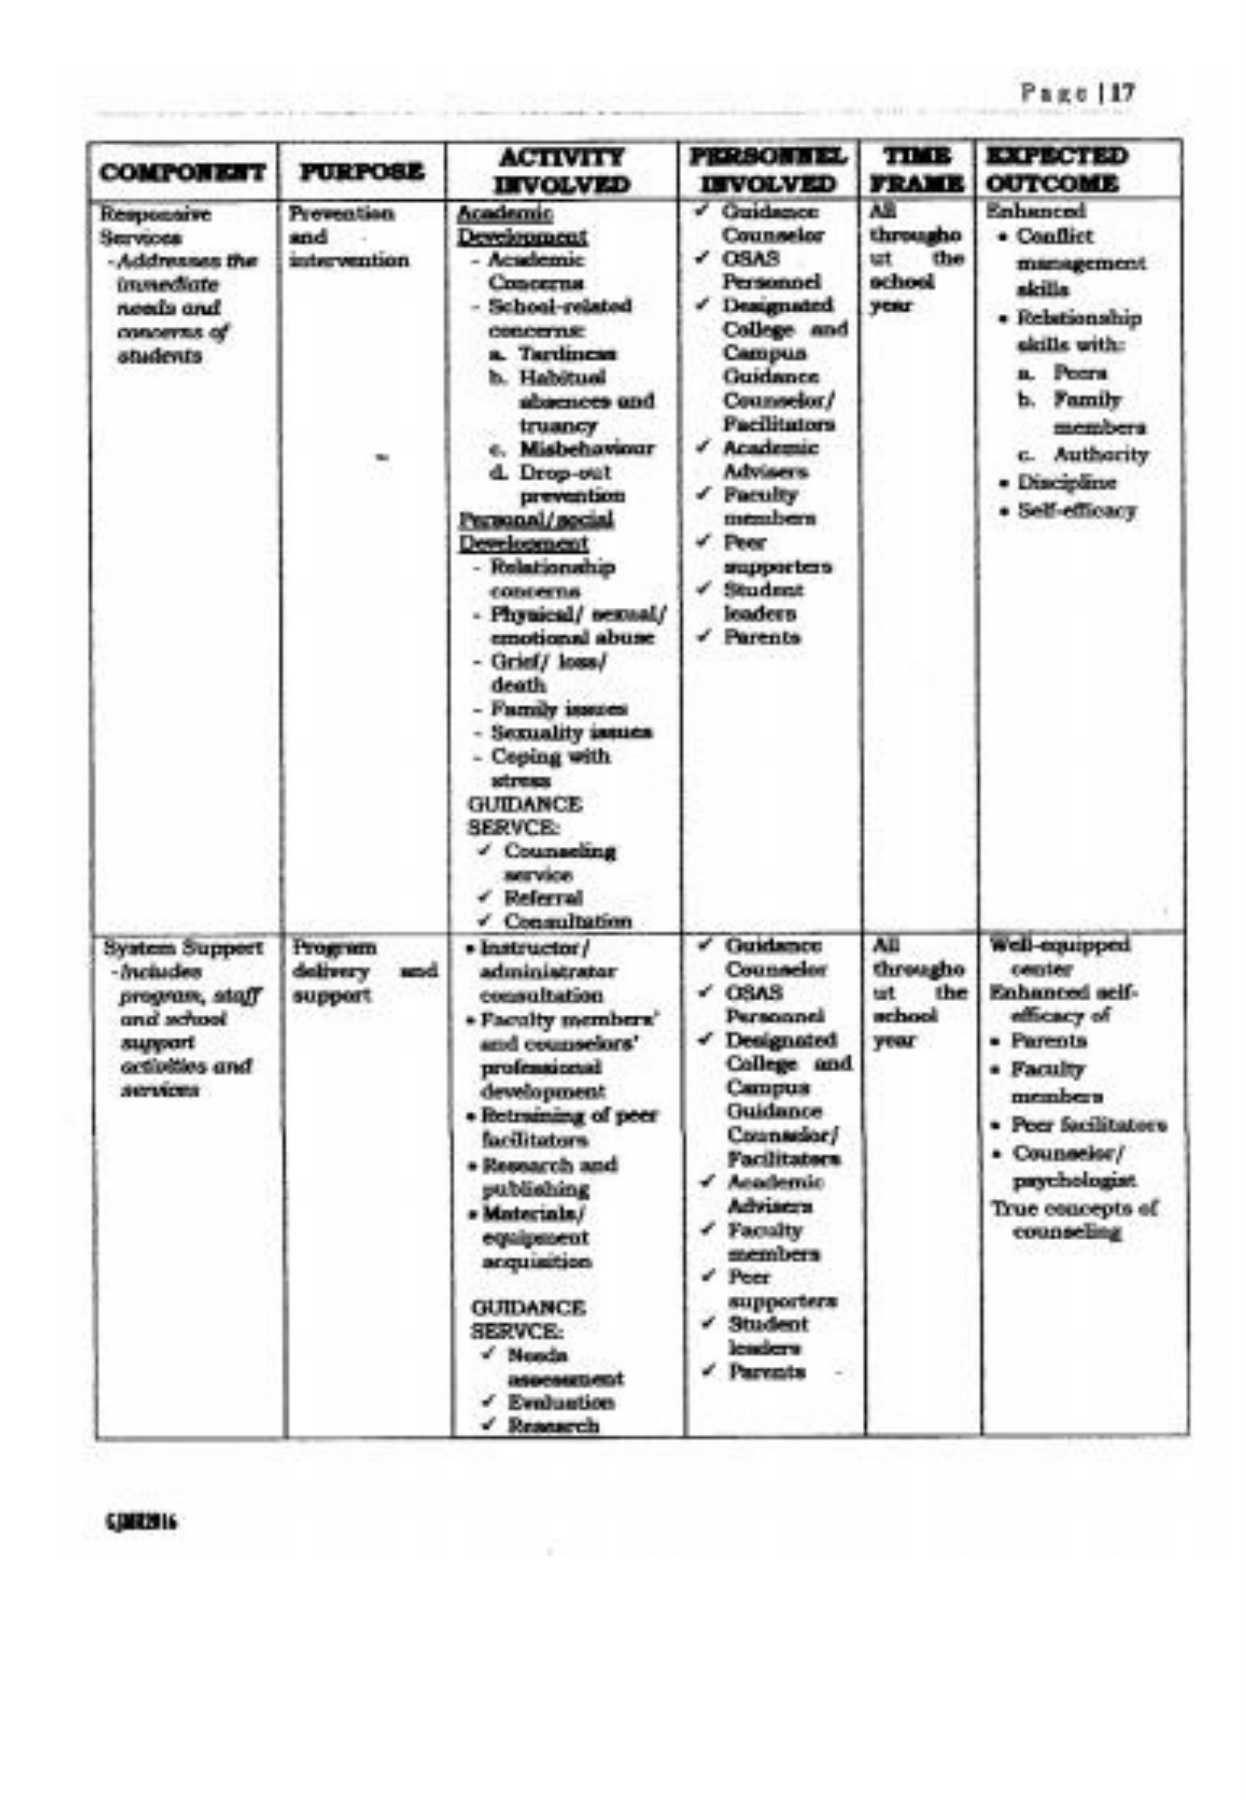 Page | 17
COMPONENT
PURPOSE
ACTIVITY
INVOLVED
PERSONNEL
INVOLVED
TIME
FRAME
EXPECTED
OUTCOME
Responsive
Services
-Addresses the
immediate
needs and
concerns of
students
Prevention
and
intervention
Academic
Development
- Academic
Concerns
- School-related
concerns:
a. Tardiness
b. Habitual
absences and
truancy
c. Misbehaviour
d. Drop-out
prevention
Personal/social
Development
- Relationship
concerns
- Physical/ sexual/
emotional abuse
- Grief/ loss/
death
- Family issues
- Sexuality issues
- Coping with
stress
GUIDANCE
SERVCE:
✓ Counseling
service
✓ Referral
✓ Consultation
✓ Guidance
Counselor
✓ OSAS
Personnel
✓ Designated
College and
Campus
Guidance
Counselor/
Facilitators
✓ Academic
Advisers
✓ Faculty
members
✓ Peer
supporters
✓ Student
leaders
✓ Parents
All
througho
ut the
school
year
Enhanced
• Conflict
management
skills
• Relationship
skills with:
a. Peers
b. Family
members
c. Authority
• Discipline
• Self-efficacy
System Support
-Includes
program, staff
and school
support
activities and
services
Program
delivery and
support
• Instructor/
administrator
consultation
• Faculty members'
and counselors'
professional
development
• Retraining of peer
facilitators
• Research and
publishing
• Materials/
equipment
acquisition
GUIDANCE
SERVCE:
✓ Needs
assessment
✓ Evaluation
✓ Research
✓ Guidance
Counselor
✓ OSAS
Personnel
✓ Designated
College and
Campus
Guidance
Counselor/
Facilitators
✓ Academic
Advisers
✓ Faculty
members
✓ Peer
supporters
✓ Student
leaders
✓ Parents
All
througho
ut the
school
year
Well-equipped
center
Enhanced self-
efficacy of
• Parents
• Faculty
members
• Peer facilitators
• Counselor/
psychologist
True concepts of
counseling